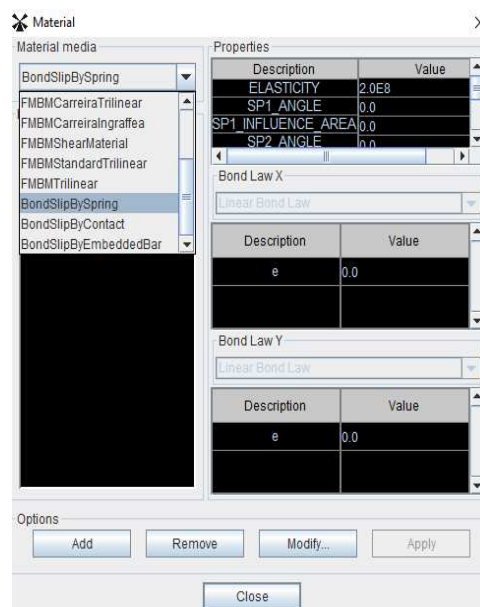 Material
Material media
BondSlipBySpring
FMBMCarreiraTrilinear
FMBMCarreiraIngraffea
FMBMShearMaterial
FMBMStandardTrilinear
FMBMTrilinear
BondSlipBySpring
BondSlipByContact
BondSlipByEmbeddedBar
Properties
Description Value
ELASTICITY 2.0E8
SP1_ANGLE 0.0
SP1_INFLUENCE_AREA 0.0
SP2_ANGLE 0.0
Bond Law X
Linear Bond Law
Description Value
e 0.0
Bond Law Y
Linear Bond Law
Description Value
e 0.0
Options
Add Remove Modify... Apply
Close